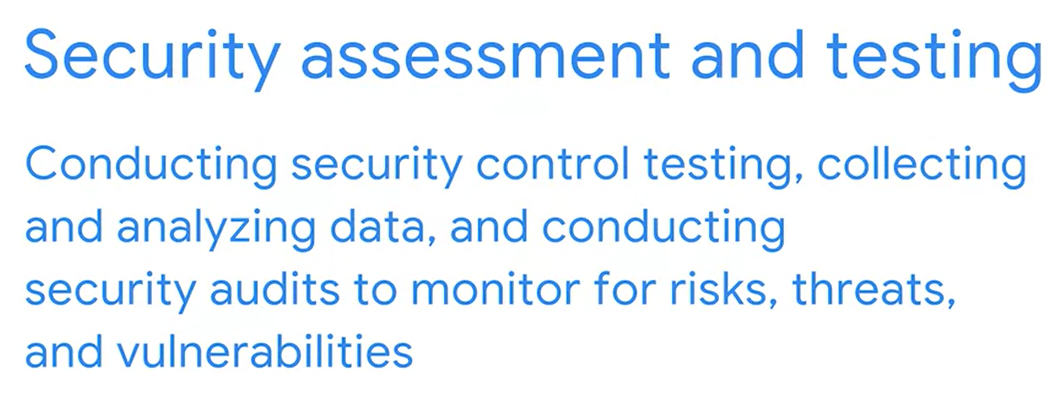 Security assessment and testing
Conducting security control testing, collecting
and analyzing data, and conducting
security audits to monitor for risks, threats,
and vulnerabilities